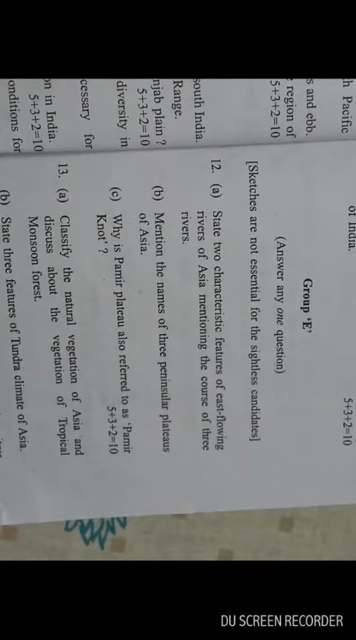 h Pacific
s and ebb.
region of
5+3+2=10
south India.
Range.
njab plain ?
5+3+2=10
diversity in
cessary for
on in India.
5+3+2=10
onditions for
of India.
5+3+2=10
Group 'E'
(Answer any one question)
[Sketches are not essential for the sightless candidates]
12. (a) State two characteristic features of east-flowing
rivers of Asia mentioning the course of three
rivers.
(b) Mention the names of three peninsular plateaus
of Asia.
(c) Why is Pamir plateau also referred to as 'Pamir
Knot' ? 5+3+2=10
13. (a) Classify the natural vegetation of Asia and
discuss about the vegetation of Tropical
Monsoon forest.
(b) State three features of Tundra climate of Asia.
DU SCREEN RECORDER